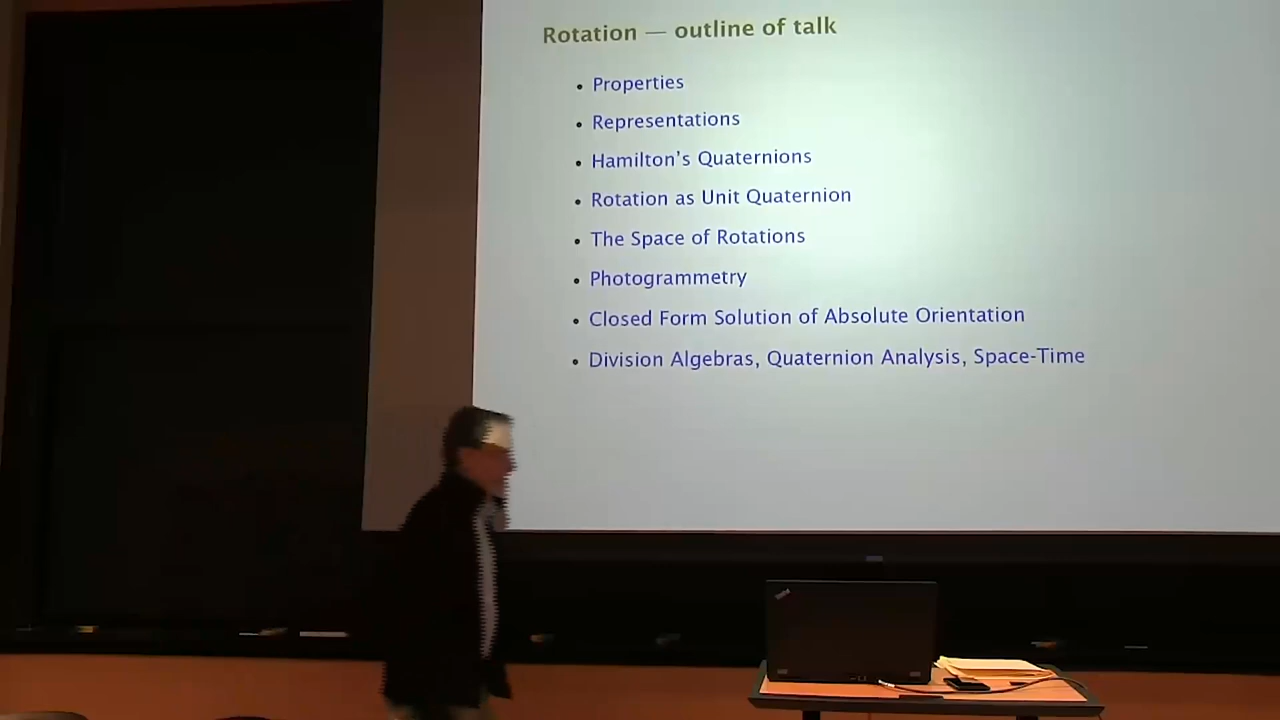 Rotation — outline of talk
• Properties
• Representations
• Hamilton's Quaternions
• Rotation as Unit Quaternion
• The Space of Rotations
• Photogrammetry
• Closed Form Solution of Absolute Orientation
• Division Algebras, Quaternion Analysis, Space-Time